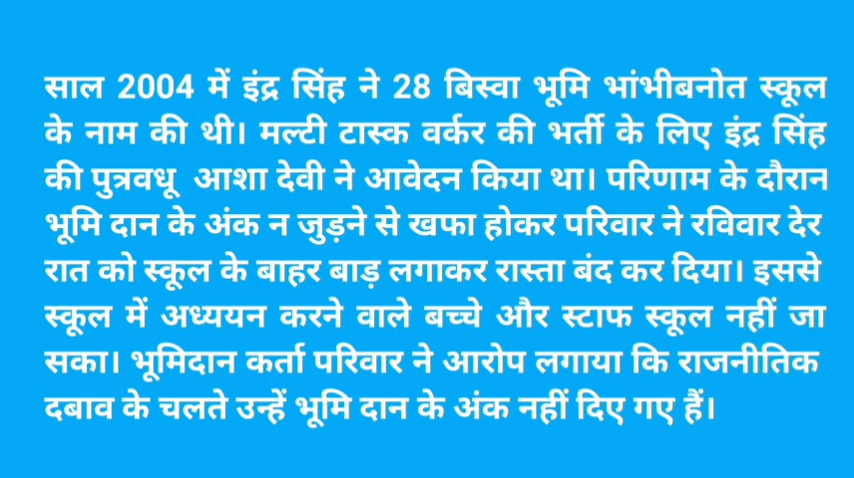 साल 2004 में इंद्र सिंह ने 28 बिस्वा भूमि भांभीबनोत स्कूल
के नाम की थी। मल्टी टास्क वर्कर की भर्ती के लिए इंद्र सिंह
की पुत्रवधू आशा देवी ने आवेदन किया था। परिणाम के दौरान
भूमि दान के अंक न जुड़ने से खफा होकर परिवार ने रविवार देर
रात को स्कूल के बाहर बाड़ लगाकर रास्ता बंद कर दिया। इससे
स्कूल में अध्ययन करने वाले बच्चे और स्टाफ स्कूल नहीं जा
सका। भूमिदान कर्ता परिवार ने आरोप लगाया कि राजनीतिक
दबाव के चलते उन्हें भूमि दान के अंक नहीं दिए गए हैं।